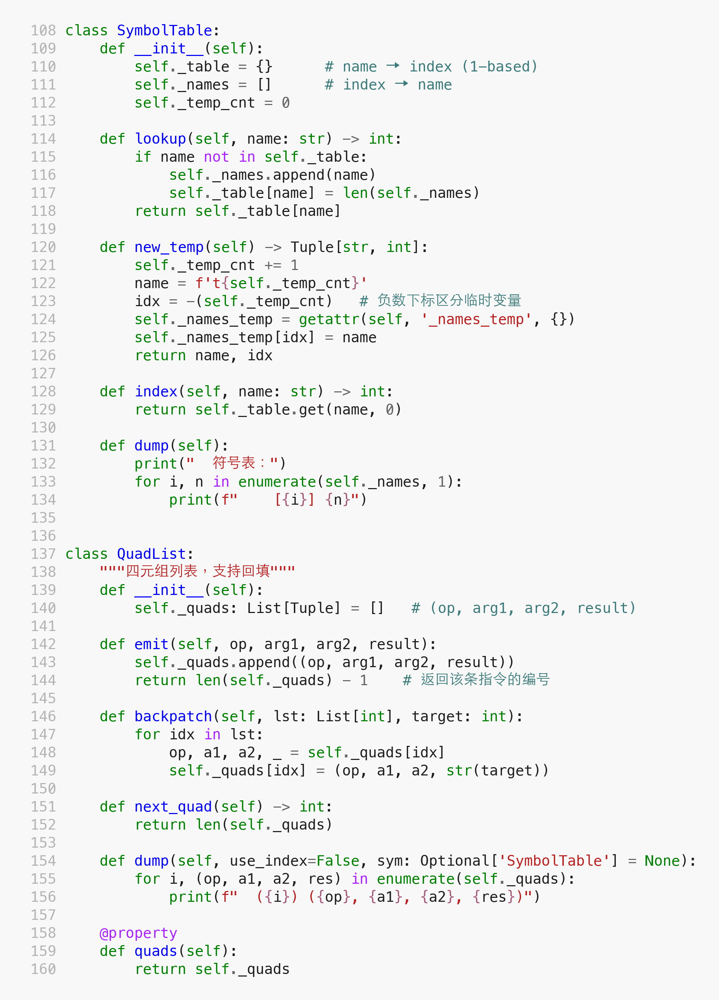 108 class SymbolTable:
109     def __init__(self):
110         self._table = {}      # name → index (1-based)
111         self._names = []      # index → name
112         self._temp_cnt = 0
113
114     def lookup(self, name: str) -> int:
115         if name not in self._table:
116             self._names.append(name)
117             self._table[name] = len(self._names)
118         return self._table[name]
119
120     def new_temp(self) -> Tuple[str, int]:
121         self._temp_cnt += 1
122         name = f't{self._temp_cnt}'
123         idx = -(self._temp_cnt)   # 负数下标区分临时变量
124         self._names_temp = getattr(self, '_names_temp', {})
125         self._names_temp[idx] = name
126         return name, idx
127
128     def index(self, name: str) -> int:
129         return self._table.get(name, 0)
130
131     def dump(self):
132         print("  符号表：")
133         for i, n in enumerate(self._names, 1):
134             print(f"    [{i}] {n}")
135
136
137 class QuadList:
138     """四元组列表，支持回填"""
139     def __init__(self):
140         self._quads: List[Tuple] = []   # (op, arg1, arg2, result)
141
142     def emit(self, op, arg1, arg2, result):
143         self._quads.append((op, arg1, arg2, result))
144         return len(self._quads) - 1    # 返回该条指令的编号
145
146     def backpatch(self, lst: List[int], target: int):
147         for idx in lst:
148             op, a1, a2, _ = self._quads[idx]
149             self._quads[idx] = (op, a1, a2, str(target))
150
151     def next_quad(self) -> int:
152         return len(self._quads)
153
154     def dump(self, use_index=False, sym: Optional['SymbolTable'] = None):
155         for i, (op, a1, a2, res) in enumerate(self._quads):
156             print(f"  ({i}) ({op}, {a1}, {a2}, {res})")
157
158     @property
159     def quads(self):
160         return self._quads